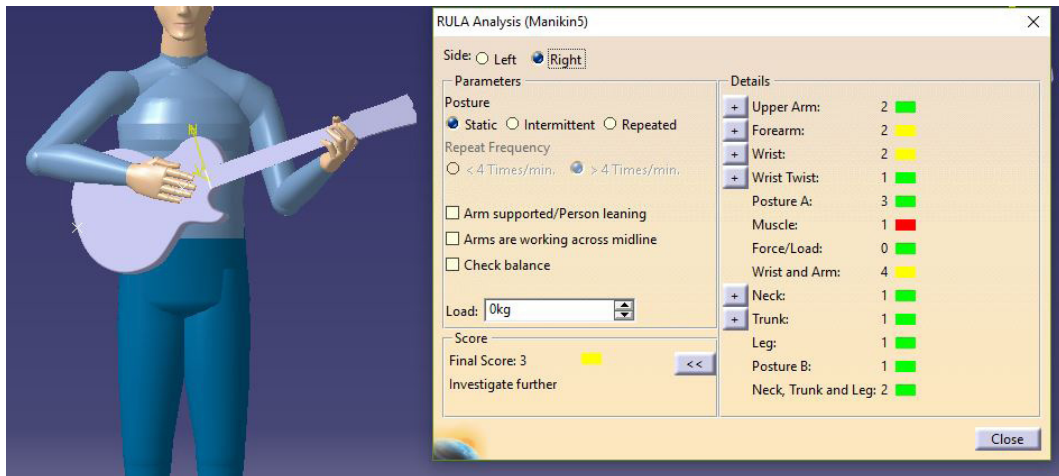 RULA Analysis (Manikin5)
Side: Left Right
Parameters
Posture
Static Intermittent Repeated
Repeat Frequency
< 4 Times/min. > 4 Times/min.
Arm supported/Person leaning
Arms are working across midline
Check balance
Load: 0kg
Score
Final Score: 3
<<
Investigate further
Details
+ Upper Arm: 2
+ Forearm: 2
+ Wrist: 2
+ Wrist Twist: 1
Posture A: 3
Muscle: 1
Force/Load: 0
Wrist and Arm: 4
+ Neck: 1
+ Trunk: 1
Leg: 1
Posture B: 1
Neck, Trunk and Leg: 2
Close